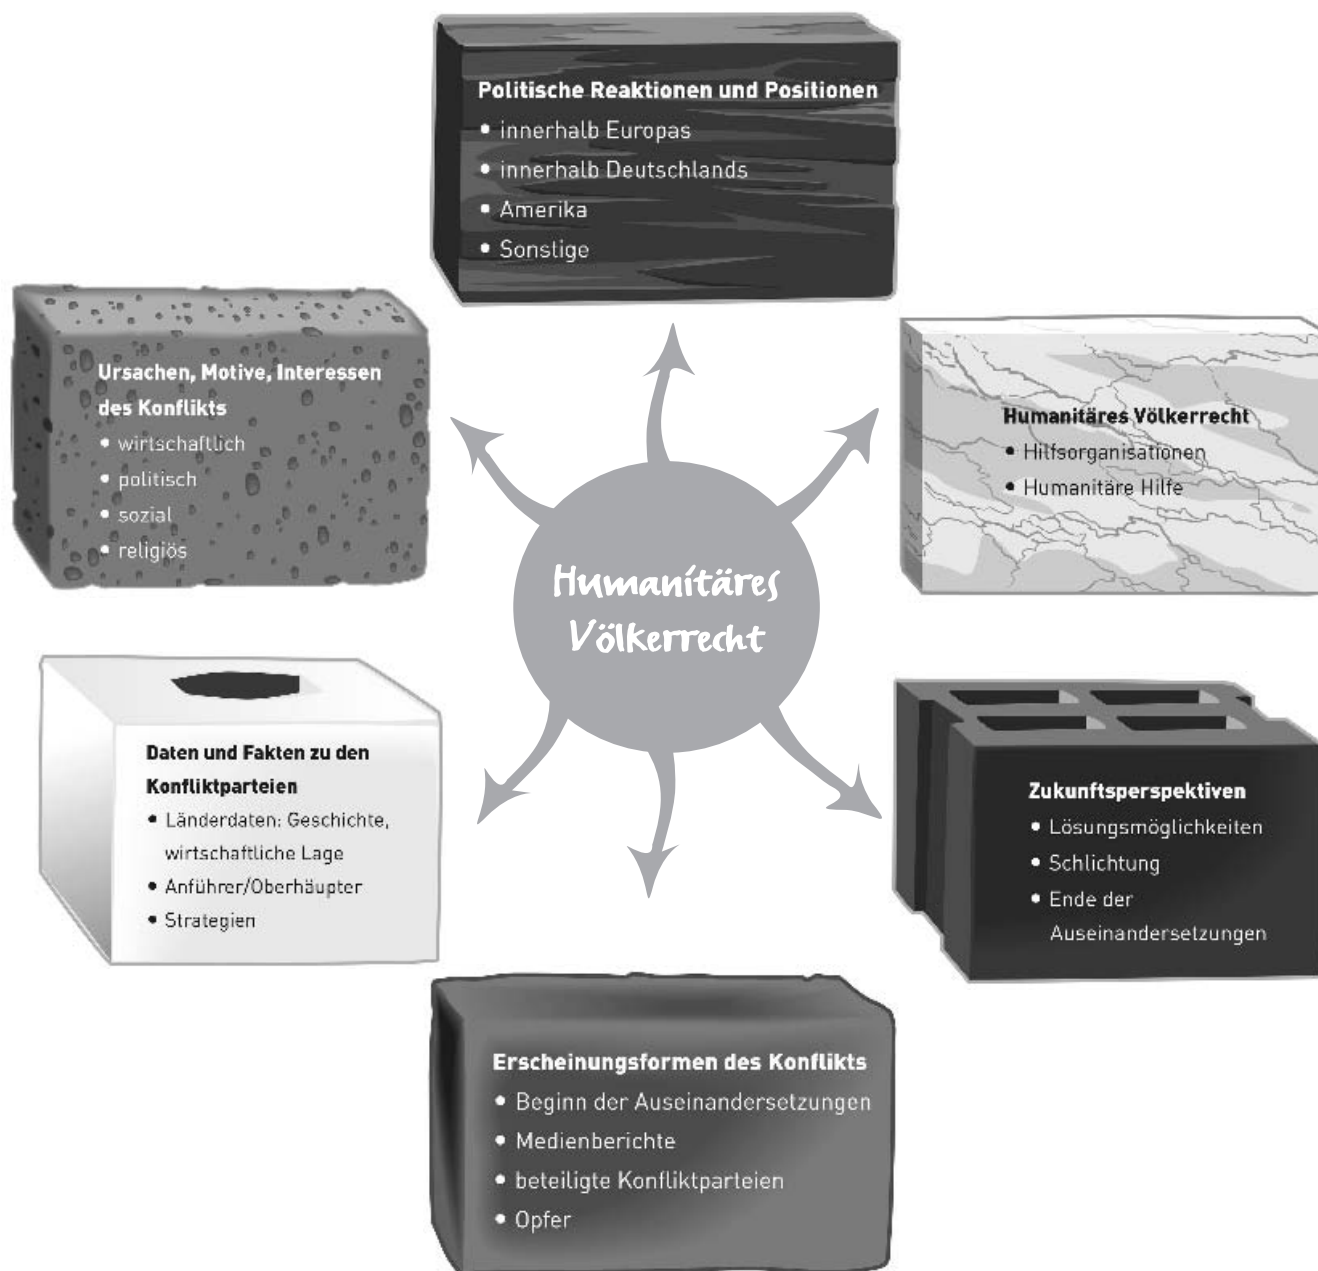 Politische Reaktionen und Positionen
• innerhalb Europas
• innerhalb Deutschlands
• Amerika
• Sonstige
Ursachen, Motive, Interessen
des Konflikts
• wirtschaftlich
• politisch
• sozial
• religiös
Humanitäres Völkerrecht
• Hilfsorganisationen
• Humanitäre Hilfe
Humanitäres
Völkerrecht
Daten und Fakten zu den
Konfliktparteien
• Länderdaten: Geschichte,
wirtschaftliche Lage
• Anführer/Oberhäupter
• Strategien
Zukunftsperspektiven
• Lösungsmöglichkeiten
• Schlichtung
• Ende der
Auseinandersetzungen
Erscheinungsformen des Konflikts
• Beginn der Auseinandersetzungen
• Medienberichte
• beteiligte Konfliktparteien
• Opfer